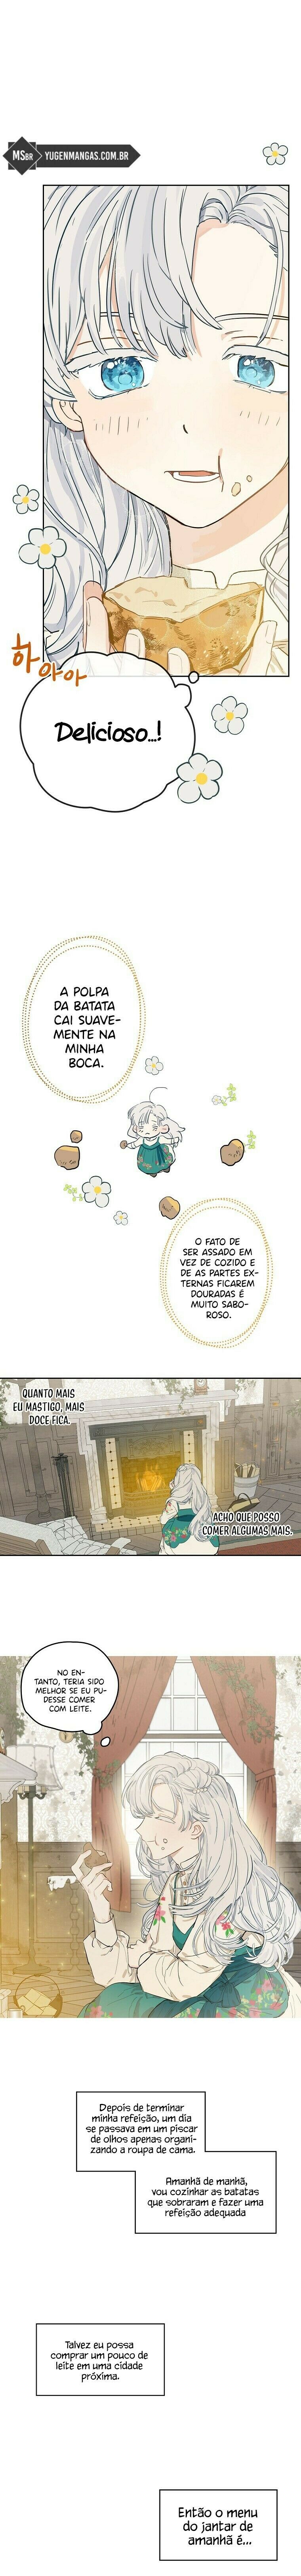 MSBR YUGENMANGAS.COM.BR
하아아아
Delicioso...!
A POLPA
DA BATATA
CAI SUAVE-
MENTE NA
MINHA
BOCA.
O FATO DE
SER ASSADO EM
VEZ DE COZIDO E
DE AS PARTES EX-
TERNAS FICAREM
DOURADAS É
MUITO SABO-
ROSO.
QUANTO MAIS
EU MASTIGO, MAIS
DOCE FICA.
ACHO QUE POSSO
COMER ALGUMAS MAIS.
NO EN-
TANTO, TERIA SIDO
MELHOR SE EU PU-
DESSE COMER
COM LEITE.
Depois de terminar
minha refeição, um dia
se passava em um piscar
de olhos apenas organi-
zando a roupa de cama.
Amanhã de manhã,
vou cozinhar as batatas
que sobraram e fazer uma
refeição adequada
Talvez eu possa
comprar um pouco de
leite em uma cidade
próxima.
Então o menu
do jantar de
amanhã é...